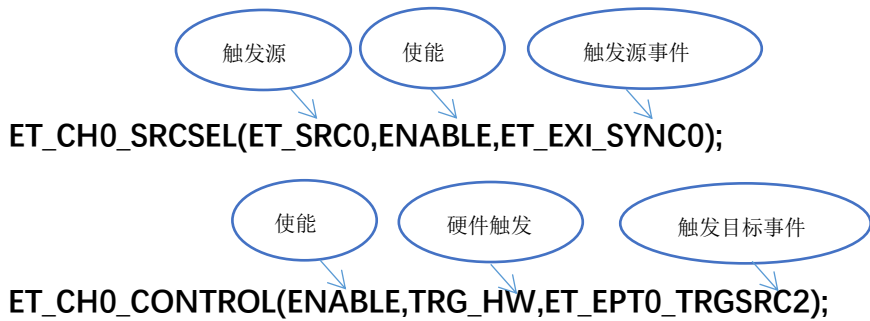 触发源 使能 触发源事件
ET_CH0_SRCSEL(ET_SRC0,ENABLE,ET_EXI_SYNC0);
使能 硬件触发 触发目标事件
ET_CH0_CONTROL(ENABLE,TRG_HW,ET_EPT0_TRGSRC2);